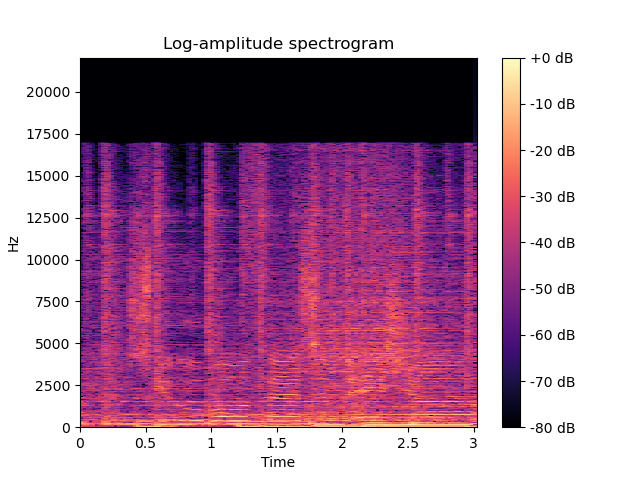 Log-amplitude spectrogram
Hz
20000
17500
15000
12500
10000
7500
5000
2500
0
0 0.5 1 1.5 2 2.5 3
Time
+0 dB
-10 dB
-20 dB
-30 dB
-40 dB
-50 dB
-60 dB
-70 dB
-80 dB